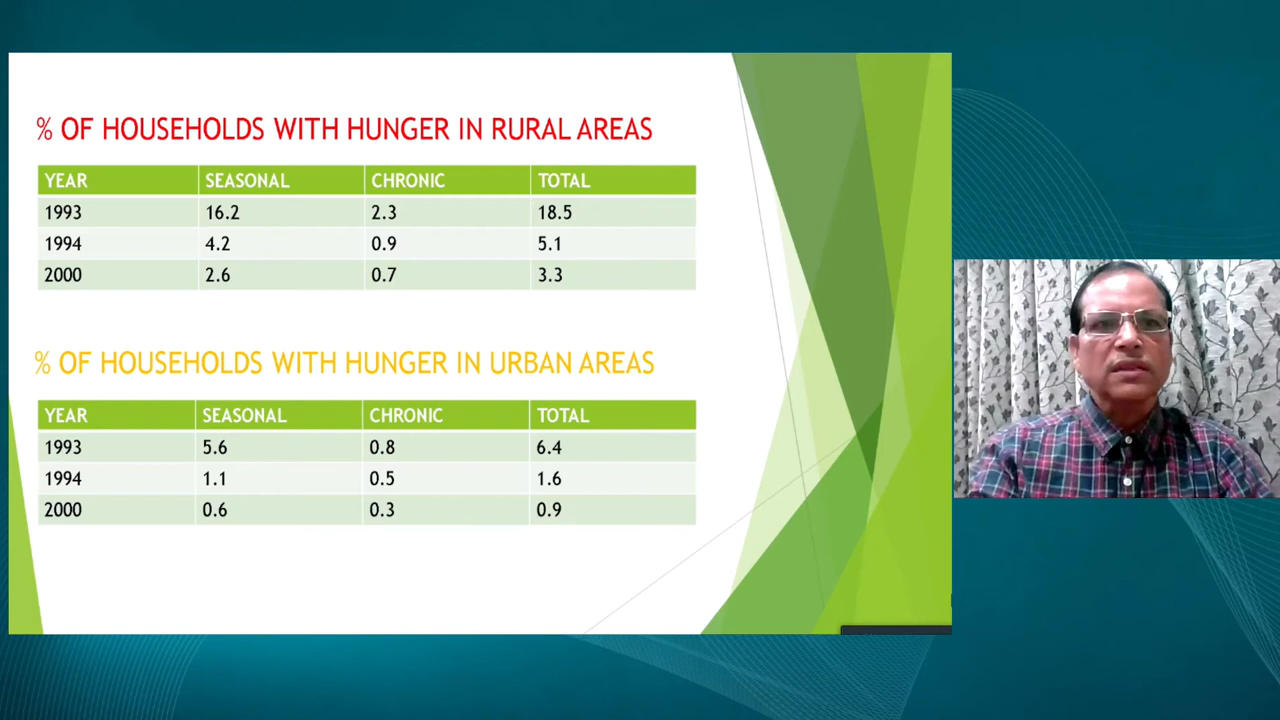 % OF HOUSEHOLDS WITH HUNGER IN RURAL AREAS
YEAR SEASONAL CHRONIC TOTAL
1993 16.2 2.3 18.5
1994 4.2 0.9 5.1
2000 2.6 0.7 3.3
% OF HOUSEHOLDS WITH HUNGER IN URBAN AREAS
YEAR SEASONAL CHRONIC TOTAL
1993 5.6 0.8 6.4
1994 1.1 0.5 1.6
2000 0.6 0.3 0.9